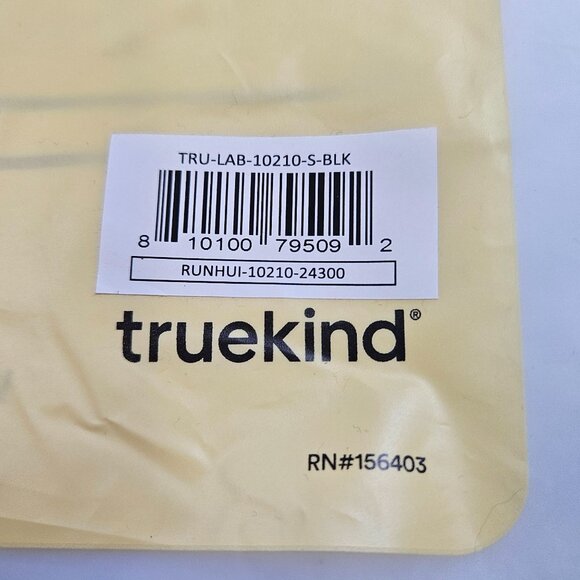 TRU-LAB-10210-S-BLK
8 10100 79509 2
RUNHUI-10210-24300
truekind®
RN#156403